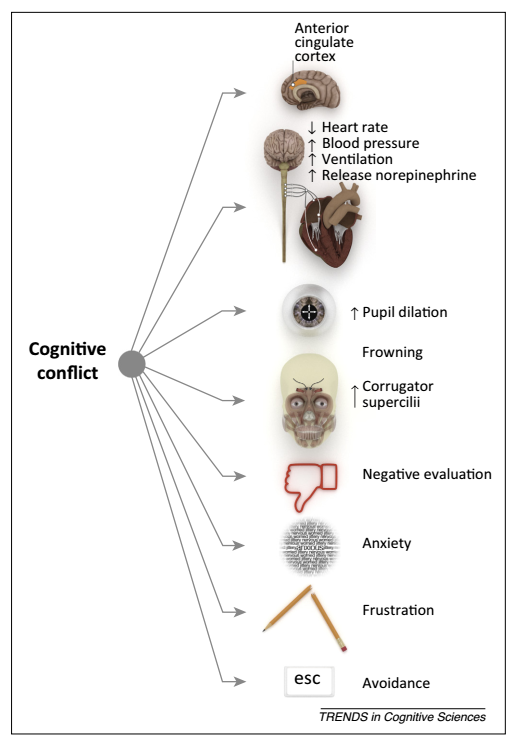 Anterior
cingulate
cortex
↓ Heart rate
↑ Blood pressure
↑ Ventilation
↑ Release norepinephrine
↑ Pupil dilation
Frowning
Cognitive
conflict
↑ Corrugator
supercilii
Negative evaluation
Anxiety
Frustration
esc
Avoidance
TRENDS in Cognitive Sciences